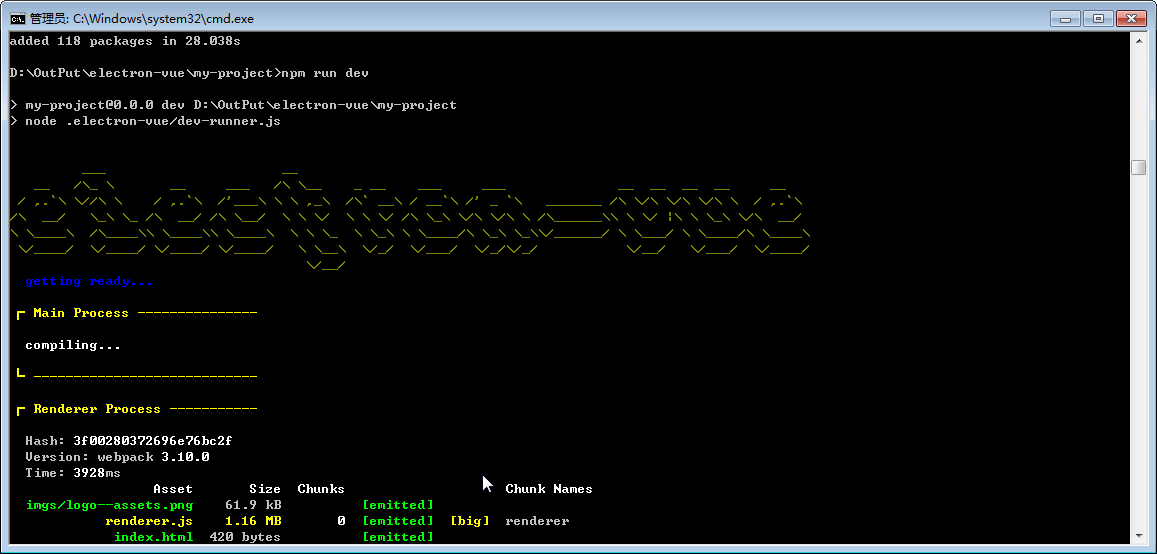 管理员: C:\Windows\system32\cmd.exe
added 118 packages in 28.038s
D:\OutPut\electron-vue\my-project>npm run dev
> my-project@0.0.0 dev D:\OutPut\electron-vue\my-project
> node .electron-vue/dev-runner.js
electron-vue
getting ready...
┏ Main Process ---------------
compiling...
┗ ----------------------------
┏ Renderer Process -----------
Hash: 3f00280372696e76bc2f
Version: webpack 3.10.0
Time: 3928ms
Asset Size Chunks Chunk Names
imgs/logo--assets.png 61.9 kB [emitted]
renderer.js 1.16 MB 0 [emitted] [big] renderer
index.html 420 bytes [emitted]